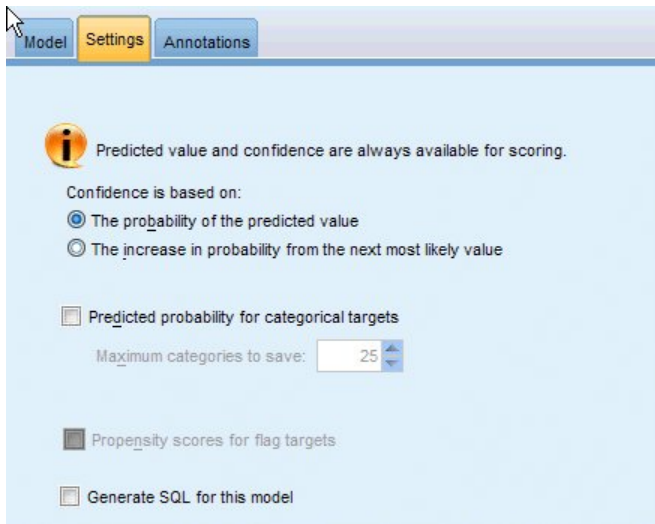 Model Settings Annotations
Predicted value and confidence are always available for scoring.
Confidence is based on:
The probability of the predicted value
The increase in probability from the next most likely value
Predicted probability for categorical targets
Maximum categories to save: 25
Propensity scores for flag targets
Generate SQL for this model